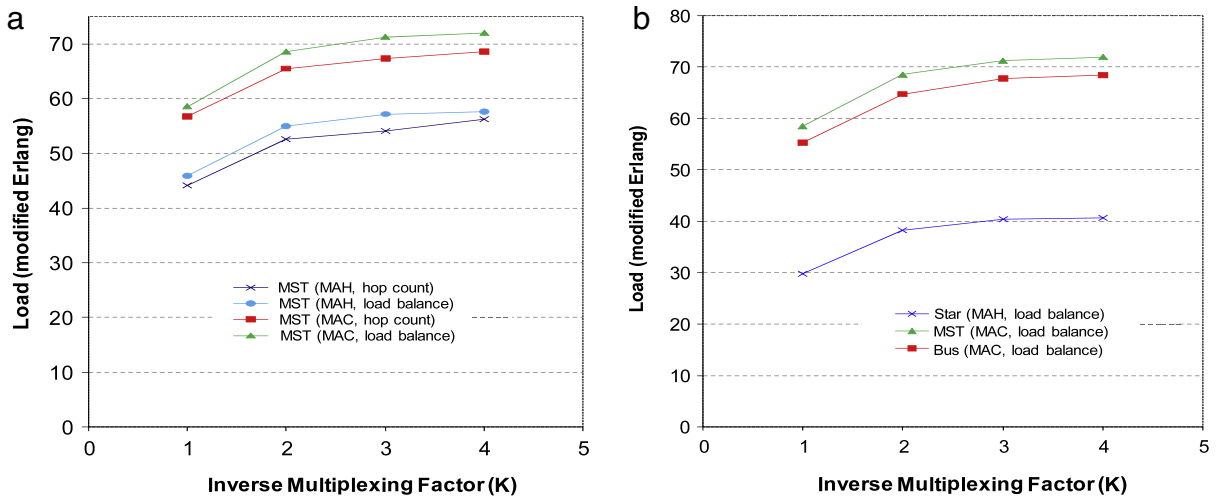 a
70
60
50
40
30
20
10
0
Load (modified Erlang)
MST (MAH, hop count)
MST (MAH, load balance)
MST (MAC, hop count)
MST (MAC, load balance)
0 1 2 3 4 5
Inverse Multiplexing Factor (K)
b
80
70
60
50
40
30
20
10
0
Load (modified Erlang)
Star (MAH, load balance)
MST (MAC, load balance)
Bus (MAC, load balance)
0 1 2 3 4 5
Inverse Multiplexing Factor (K)